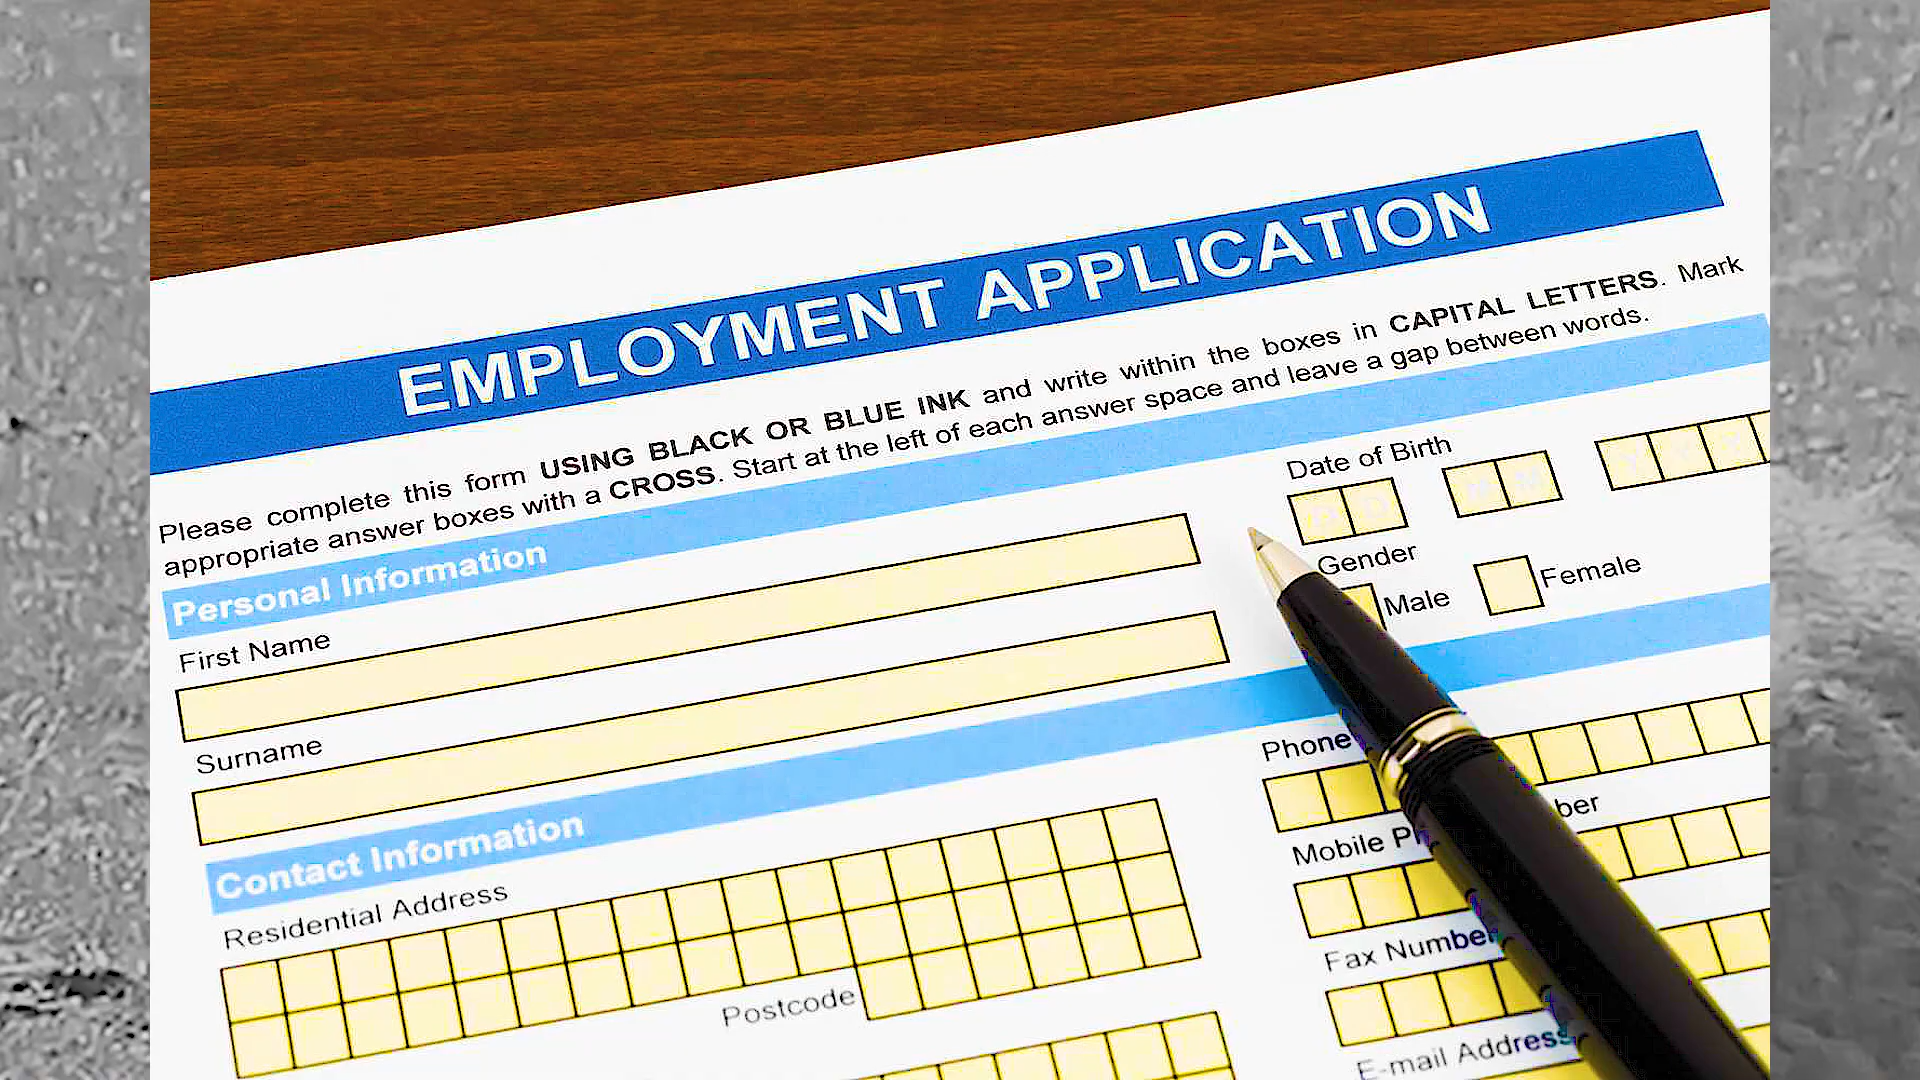 EMPLOYMENT APPLICATION
Please complete this form USING BLACK OR BLUE INK and write within the boxes in CAPITAL LETTERS. Mark
appropriate answer boxes with a CROSS. Start at the left of each answer space and leave a gap between words.
Personal Information
First Name
Surname
Date of Birth
D D M M Y Y Y
Gender
Male Female
Contact Information
Residential Address
Postcode
Phone
Mobile
Fax Number
E-mail Address